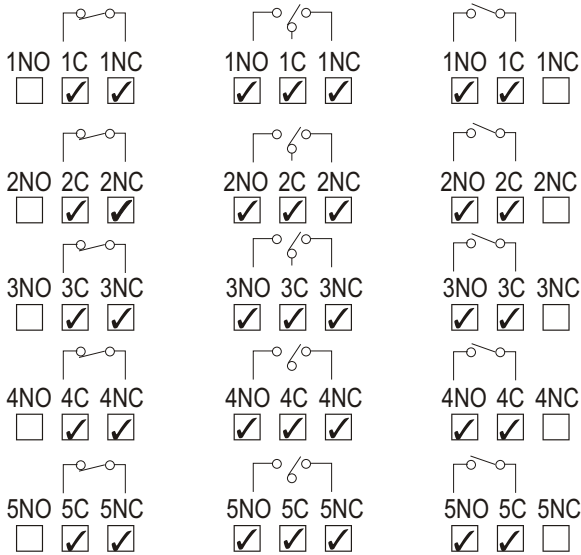 1NO 1C 1NC 1NO 1C 1NC 1NO 1C 1NC
2NO 2C 2NC 2NO 2C 2NC 2NO 2C 2NC
3NO 3C 3NC 3NO 3C 3NC 3NO 3C 3NC
4NO 4C 4NC 4NO 4C 4NC 4NO 4C 4NC
5NO 5C 5NC 5NO 5C 5NC 5NO 5C 5NC